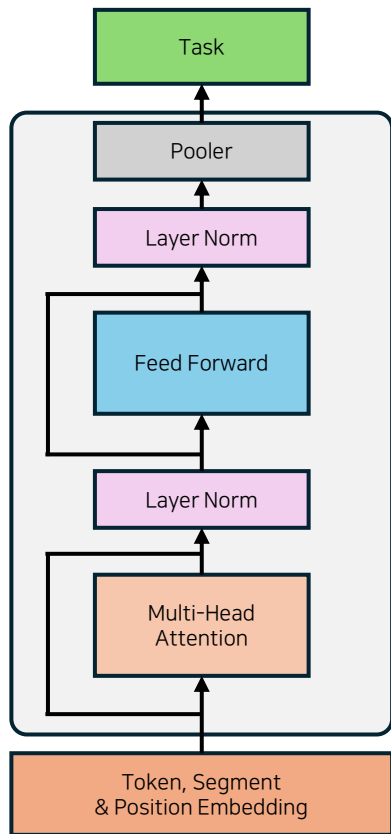 Task
Pooler
Layer Norm
Feed Forward
Layer Norm
Multi-Head
Attention
Token, Segment
& Position Embedding